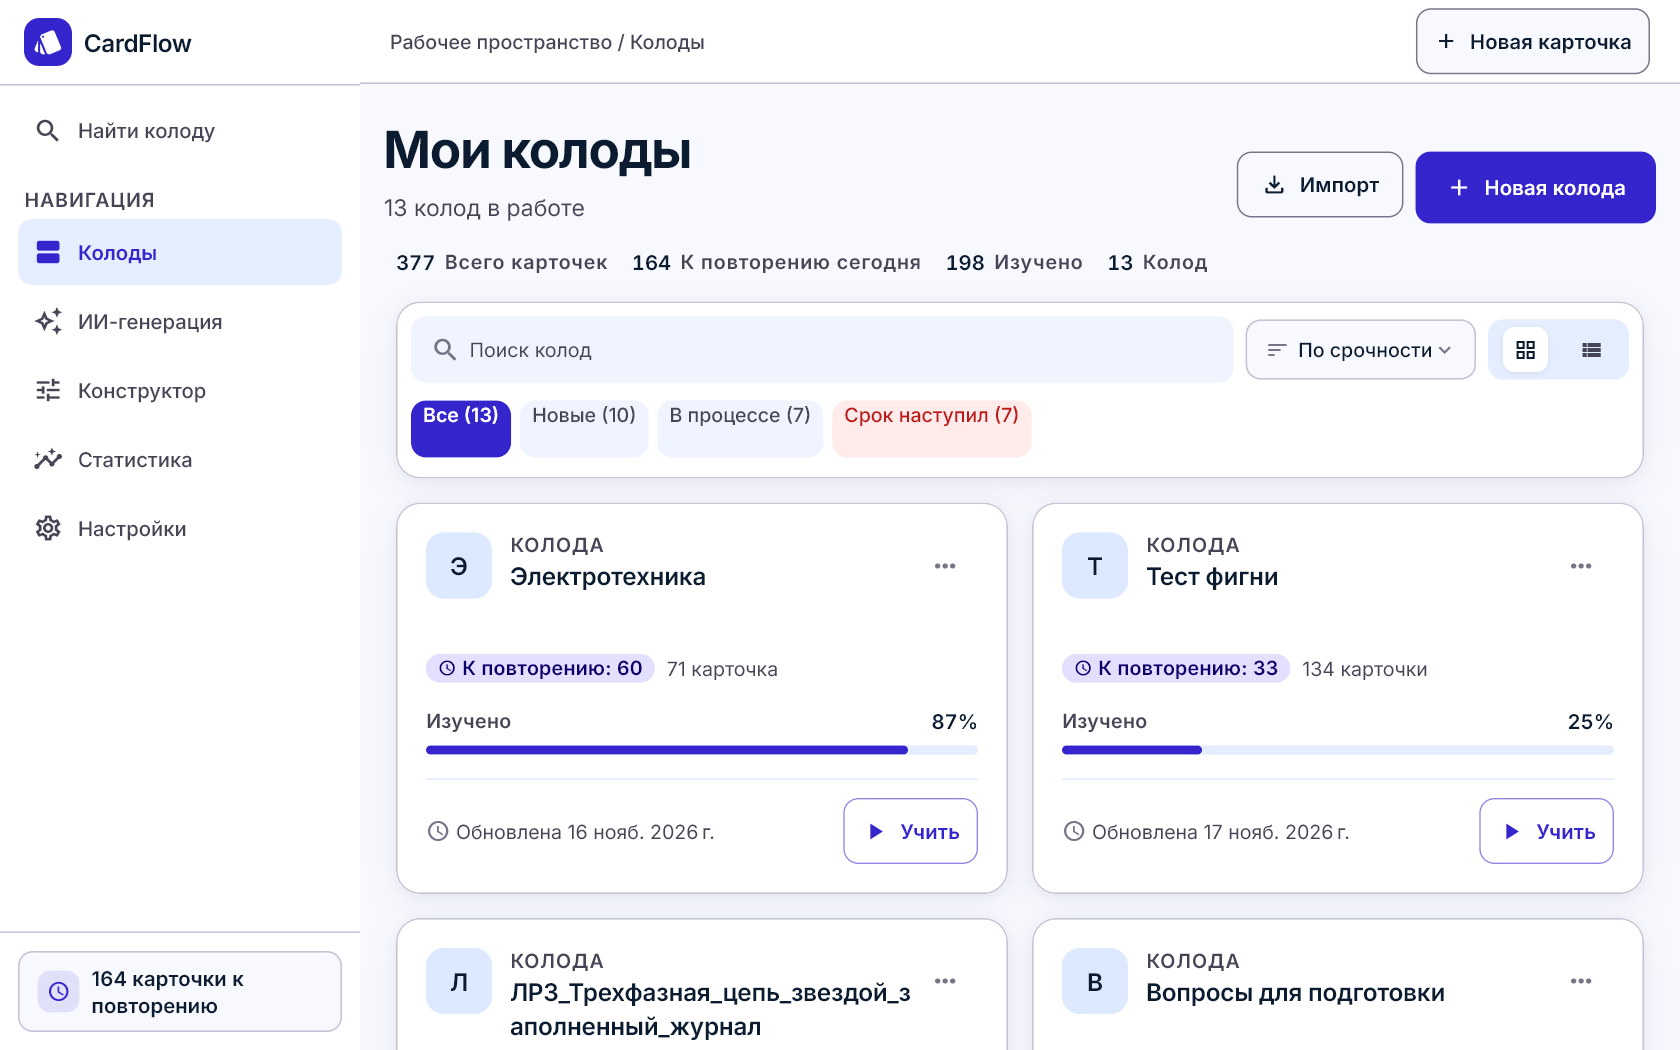 CardFlow
Рабочее пространство / Колоды
Новая карточка
Найти колоду
НАВИГАЦИЯ
Колоды
ИИ-генерация
Конструктор
Статистика
Настройки
164 карточки к
повторению
Мои колоды
13 колод в работе
Импорт
Новая колода
377 Всего карточек 164 К повторению сегодня 198 Изучено 13 Колод
Поиск колод
По срочности
Все (13) Новые (10) В процессе (7) Срок наступил (7)
Э
КОЛОДА
Электротехника
К повторению: 60 71 карточка
Изучено 87%
Обновлена 16 нояб. 2026 г.
Учить
Т
КОЛОДА
Тест фигни
К повторению: 33 134 карточки
Изучено 25%
Обновлена 17 нояб. 2026 г.
Учить
Л
КОЛОДА
ЛР3_Трехфазная_цепь_звездой_з
аполненный_журнал
В
КОЛОДА
Вопросы для подготовки